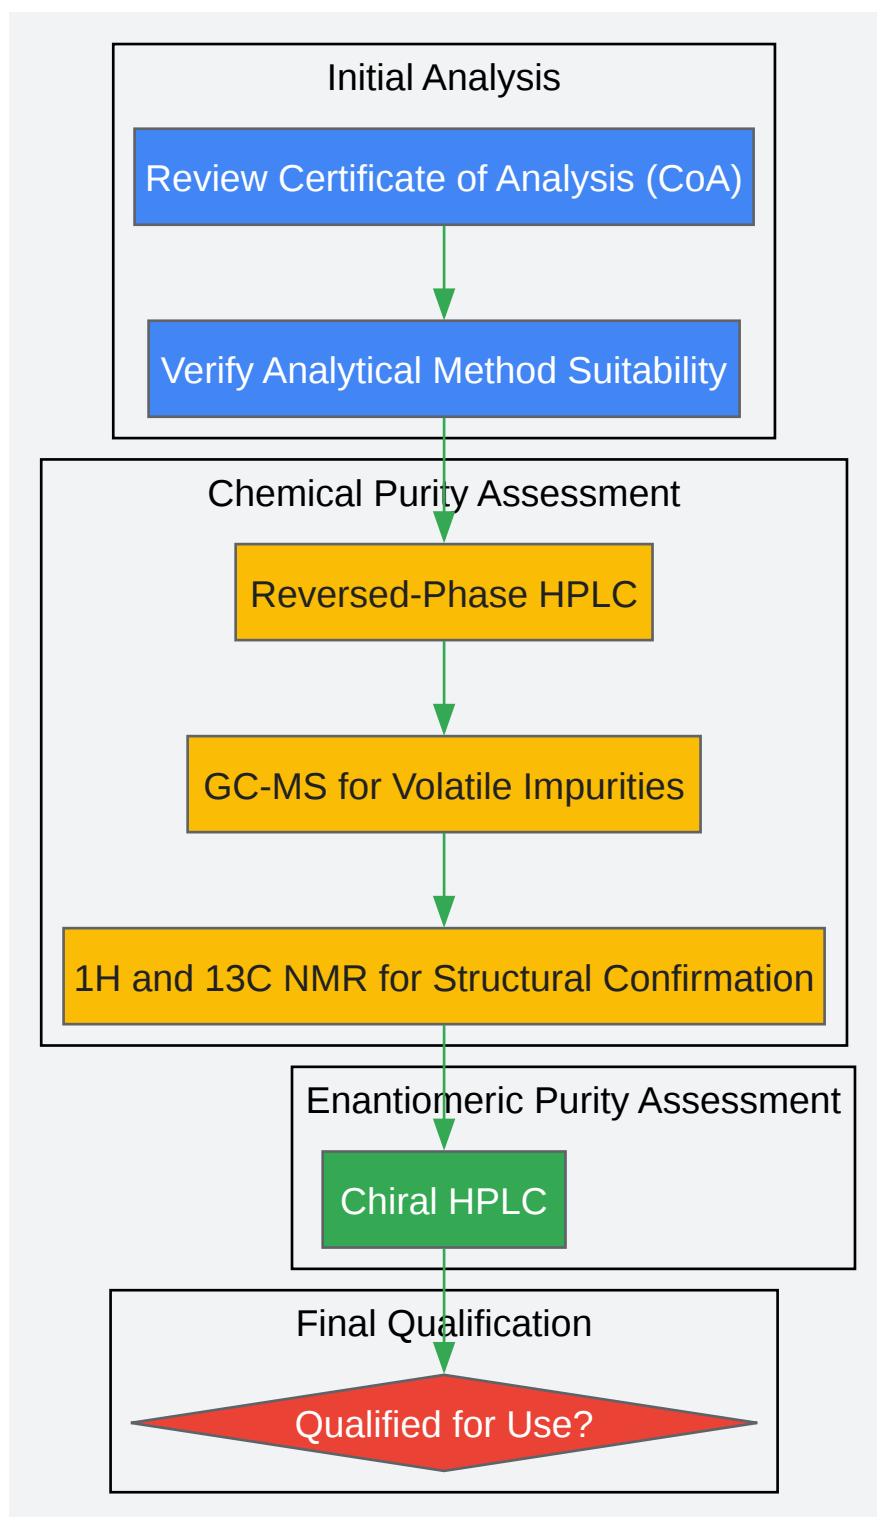 Initial Analysis
Review Certificate of Analysis (CoA)
Verify Analytical Method Suitability
Chemical Purity Assessment
Reversed-Phase HPLC
GC-MS for Volatile Impurities
1H and 13C NMR for Structural Confirmation
Enantiomeric Purity Assessment
Chiral HPLC
Final Qualification
Qualified for Use?